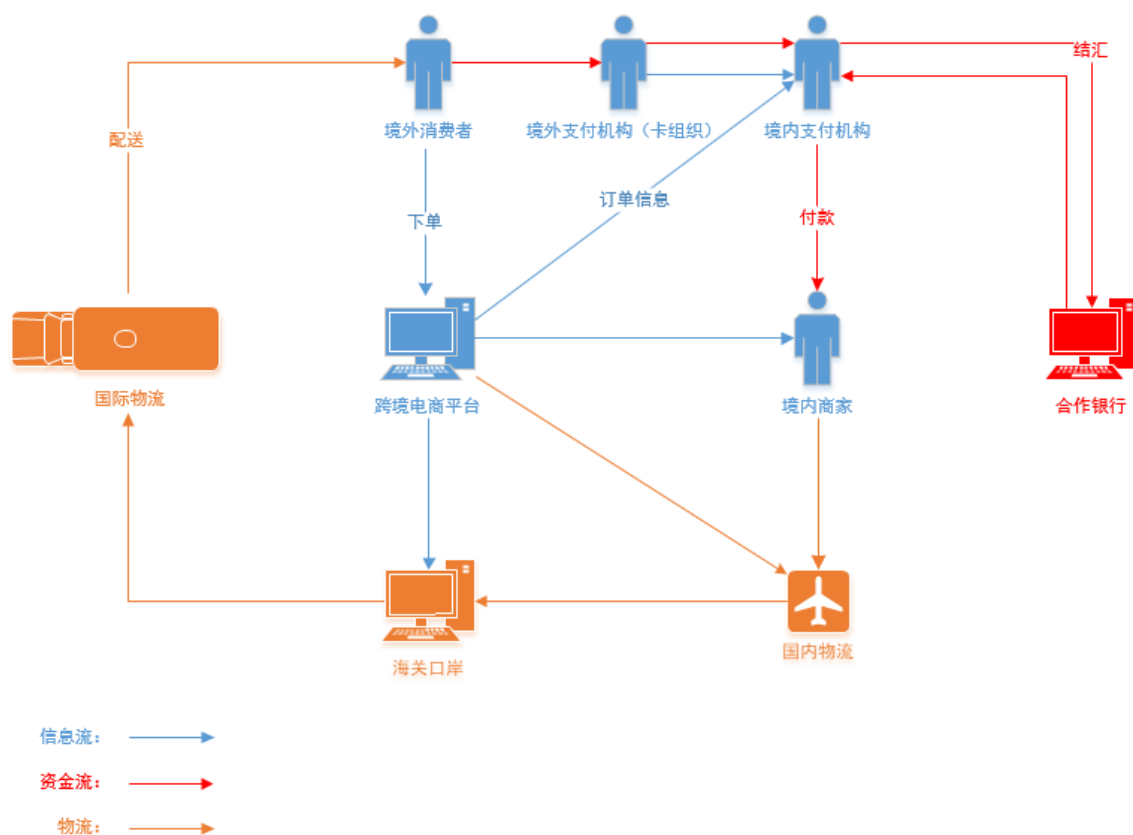 结汇
境外消费者
境外支付机构（卡组织）
境内支付机构
配送
订单信息
下单
付款
国际物流
跨境电商平台
境内商家
合作银行
海关口岸
国内物流
信息流：
资金流：
物流：